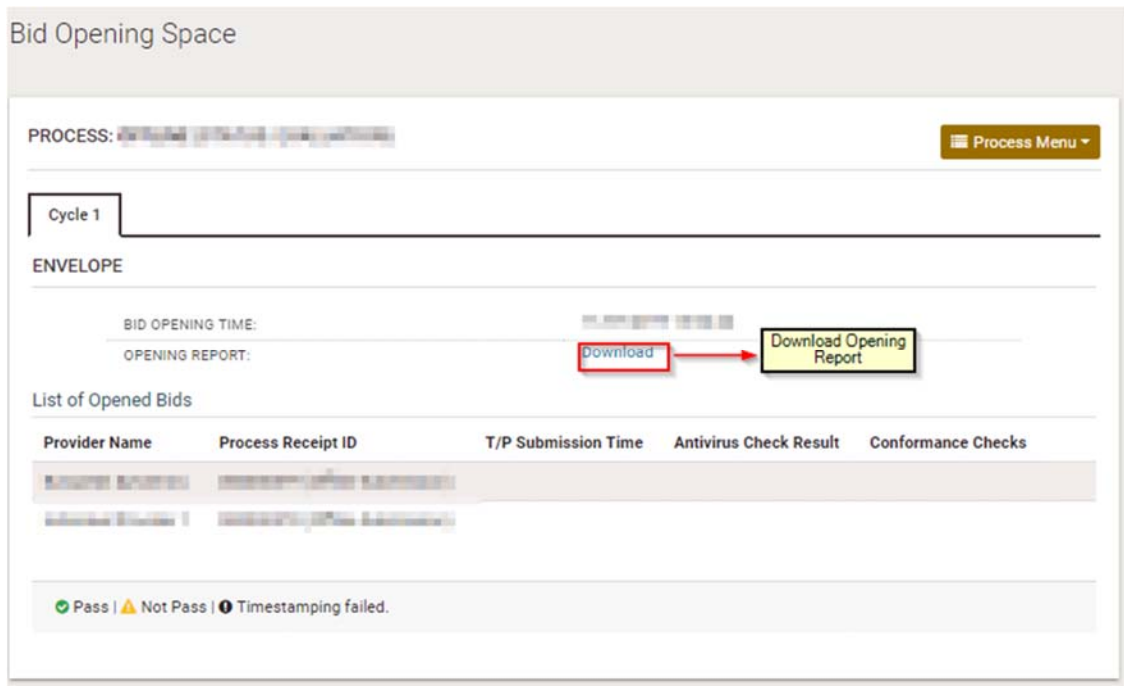 Bid Opening Space
PROCESS:
Process Menu
Cycle 1
ENVELOPE
BID OPENING TIME:
OPENING REPORT: Download
Download Opening
Report
List of Opened Bids
Provider Name Process Receipt ID T/P Submission Time Antivirus Check Result Conformance Checks
Pass | Not Pass | Timestamping failed.